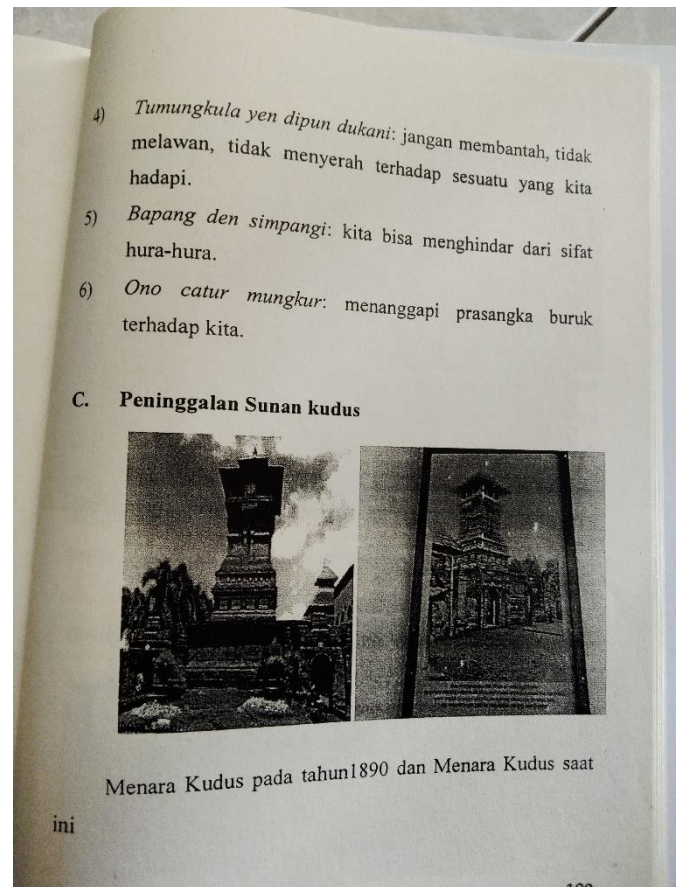 4) Tumungkula yen dipun dukani: jangan membantah, tidak
melawan, tidak menyerah terhadap sesuatu yang kita
hadapi.
5) Bapang den simpangi: kita bisa menghindar dari sifat
hura-hura.
6) Ono catur mungkur: menanggapi prasangka buruk
terhadap kita.
C. Peninggalan Sunan kudus
Menara Kudus pada tahun1890 dan Menara Kudus saat
ini